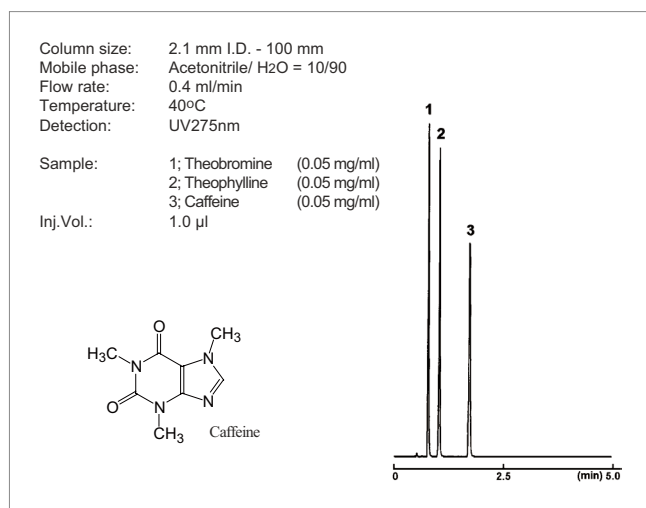 Column size: 2.1 mm I.D. - 100 mm
Mobile phase: Acetonitrile/ H2O = 10/90
Flow rate: 0.4 ml/min
Temperature: 40ºC
Detection: UV275nm
Sample: 1; Theobromine (0.05 mg/ml)
2; Theophylline (0.05 mg/ml)
3; Caffeine (0.05 mg/ml)
Inj.Vol.: 1.0 µl
1
2
3
O
CH3
H3C
N
N
O
N
N
CH3
Caffeine
0 2.5 (min) 5.0